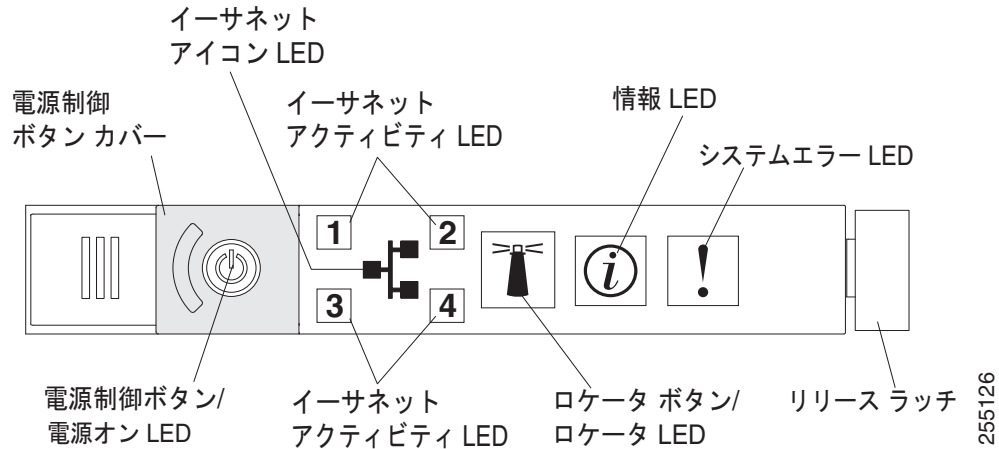 イーサネット
アイコン LED
電源制御
ボタン カバー
イーサネット
アクティビティ LED
情報 LED
システムエラー LED
1
2
i
!
3
4
電源制御ボタン/
電源オン LED
イーサネット
アクティビティ LED
ロケータ ボタン/
ロケータ LED
リリース ラッチ
255126